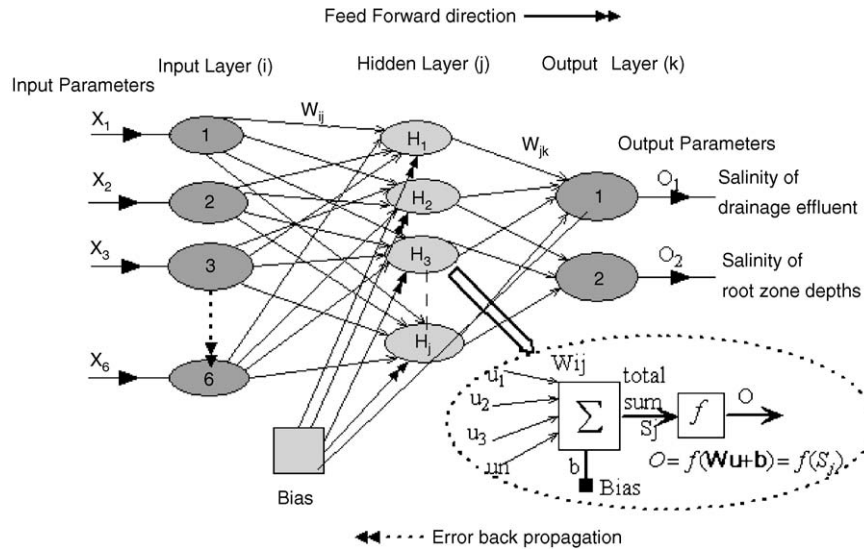 Feed Forward direction
Input Layer (i)
Hidden Layer (j)
Output Layer (k)
Input Parameters
X1
X2
X3
X6
1
2
3
6
Wij
H1
H2
H3
Hj
Wjk
Output Parameters
1
2
O1
Salinity of
drainage effluent
O2
Salinity of
root zone depths
Bias
Wij
u1
u2
u3
un
Σ
total
sum
Sj
f
O
b
Bias
O= f(Wu+b)= f(Sj)
Error back propagation